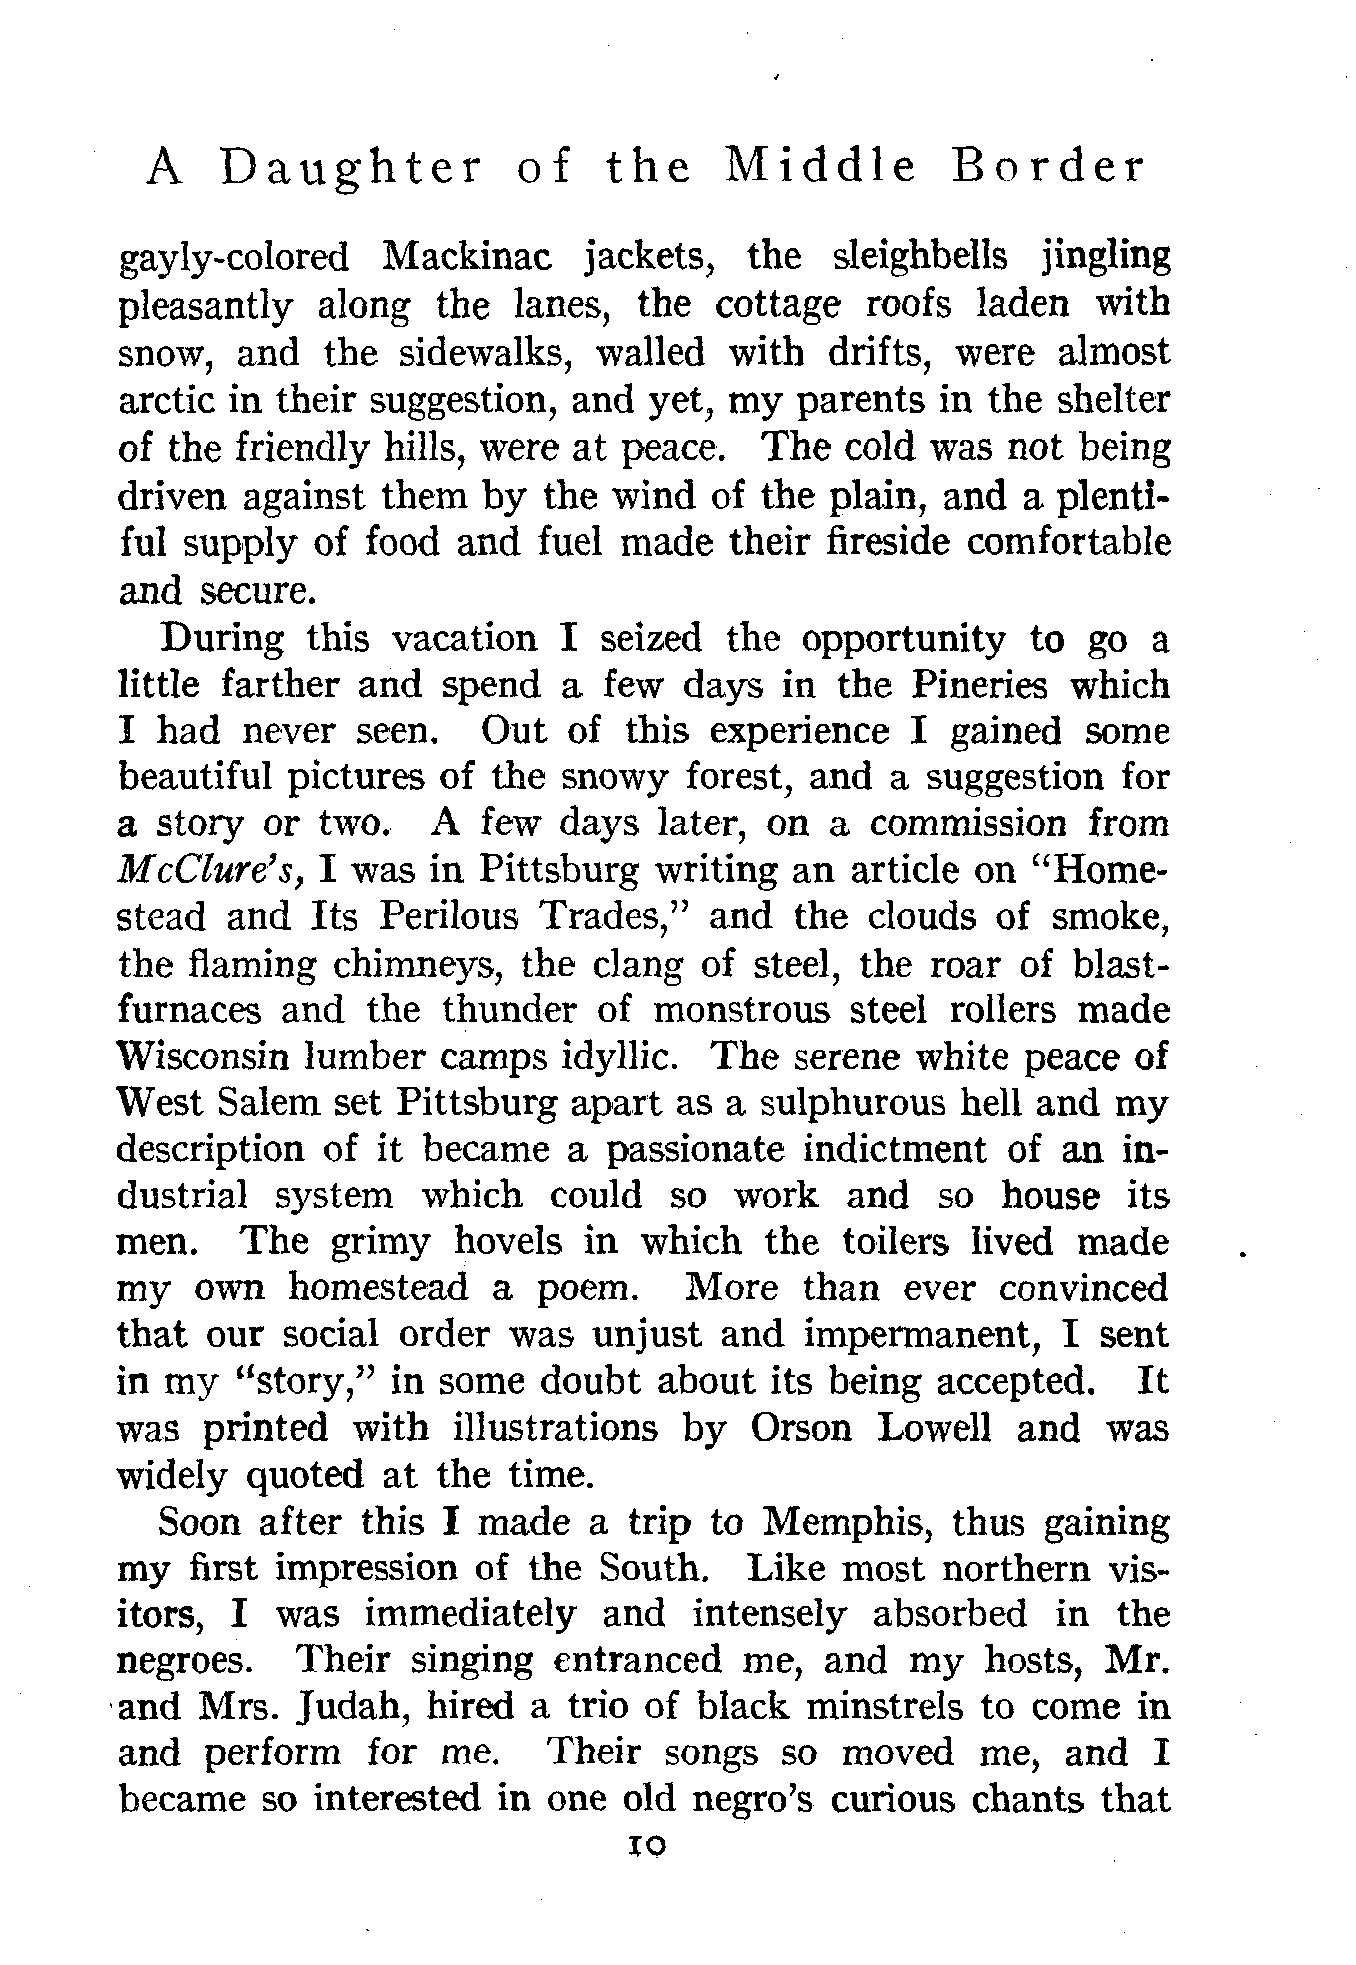 A Daughter of the Middle Border
gayly-colored Mackinac jackets, the sleighbells jingling
pleasantly along the lanes, the cottage roofs laden with
snow, and the sidewalks, walled with drifts, were almost
arctic in their suggestion, and yet, my parents in the shelter
of the friendly hills, were at peace. The cold was not being
driven against them by the wind of the plain, and a plenti-
ful supply of food and fuel made their fireside comfortable
and secure.
During this vacation I seized the opportunity to go a
little farther and spend a few days in the Pineries which
I had never seen. Out of this experience I gained some
beautiful pictures of the snowy forest, and a suggestion for
a story or two. A few days later, on a commission from
McClure's, I was in Pittsburg writing an article on "Home-
stead and Its Perilous Trades," and the clouds of smoke,
the flaming chimneys, the clang of steel, the roar of blast-
furnaces and the thunder of monstrous steel rollers made
Wisconsin lumber camps idyllic. The serene white peace of
West Salem set Pittsburg apart as a sulphurous hell and my
description of it became a passionate indictment of an in-
dustrial system which could so work and so house its
men. The grimy hovels in which the toilers lived made
my own homestead a poem. More than ever convinced
that our social order was unjust and impermanent, I sent
in my "story," in some doubt about its being accepted. It
was printed with illustrations by Orson Lowell and was
widely quoted at the time.
Soon after this I made a trip to Memphis, thus gaining
my first impression of the South. Like most northern vis-
itors, I was immediately and intensely absorbed in the
negroes. Their singing entranced me, and my hosts, Mr.
and Mrs. Judah, hired a trio of black minstrels to come in
and perform for me. Their songs so moved me, and I
became so interested in one old negro's curious chants that
10